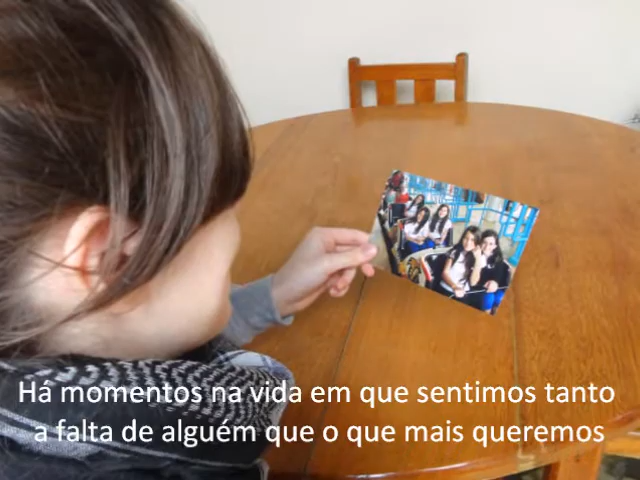 Há momentos na vida em que sentimos tanto
a falta de alguém que o que mais queremos